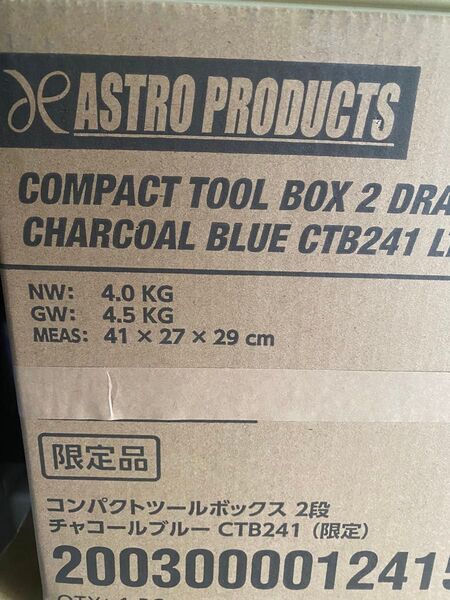 ASTRO PRODUCTS
COMPACT TOOL BOX 2 DRA
CHARCOAL BLUE CTB241 L
NW: 4.0 KG
GW: 4.5 KG
MEAS: 41 × 27 × 29 cm
限定品
コンパクトツールボックス 2段
チャコールブルー CTB241 (限定)
2003000012415